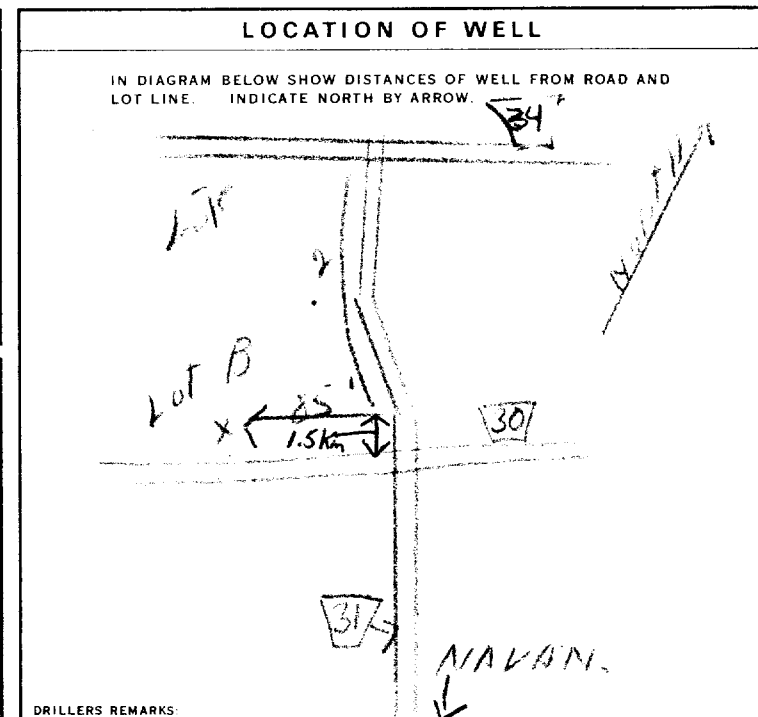 LOCATION OF WELL
IN DIAGRAM BELOW SHOW DISTANCES OF WELL FROM ROAD AND
LOT LINE. INDICATE NORTH BY ARROW.
34
Lot B
85'
X
1.5km
30
31
NAVAN.
DRILLERS REMARKS: